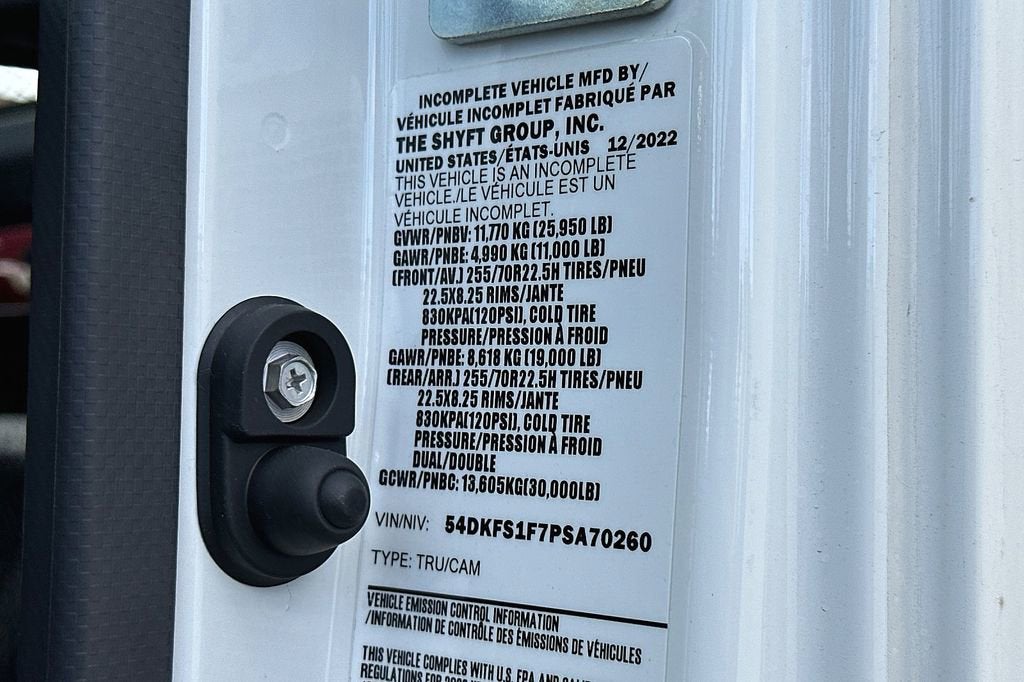 INCOMPLETE VEHICLE MFD BY/
VÉHICULE INCOMPLET FABRIQUÉ PAR
THE SHYFT GROUP, INC.
UNITED STATES/ÉTATS-UNIS 12/2022
THIS VEHICLE IS AN INCOMPLETE
VEHICLE./LE VÉHICULE EST UN
VÉHICULE INCOMPLET.
GVWR/PNBV: 11,770 KG (25,950 LB)
GAWR/PNBE: 4,990 KG (11,000 LB)
(FRONT/AV.) 255/70R22.5H TIRES/PNEU
22.5X8.25 RIMS/JANTE
830KPA(120PSI), COLD TIRE
PRESSURE/PRESSION À FROID
GAWR/PNBE: 8,618 KG (19,000 LB)
(REAR/ARR.) 255/70R22.5H TIRES/PNEU
22.5X8.25 RIMS/JANTE
830KPA(120PSI), COLD TIRE
PRESSURE/PRESSION À FROID
DUAL/DOUBLE
GCWR/PNBC: 13,605KG(30,000LB)
VIN/NIV: 54DKFS1F7PSA70260
TYPE: TRU/CAM
VEHICLE EMISSION CONTROL INFORMATION
/INFORMATION DE CONTRÔLE DES ÉMISSIONS DE VÉHICULES
THIS VEHICLE COMPLIES WITH U.S. EPA AND
REGULATIONS FOR